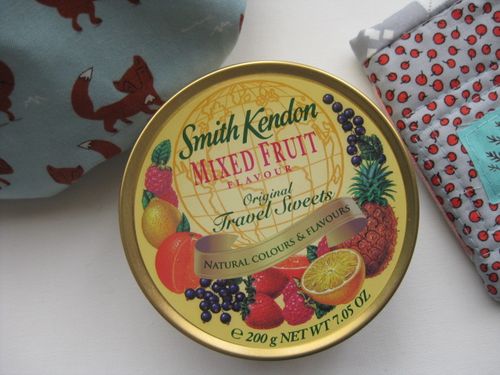 Smith Kendon
MIXED FRUIT
FLAVOUR
Original
Travel Sweets
NATURAL COLOURS & FLAVOURS
℮ 200 g NET WT 7.05 OZ